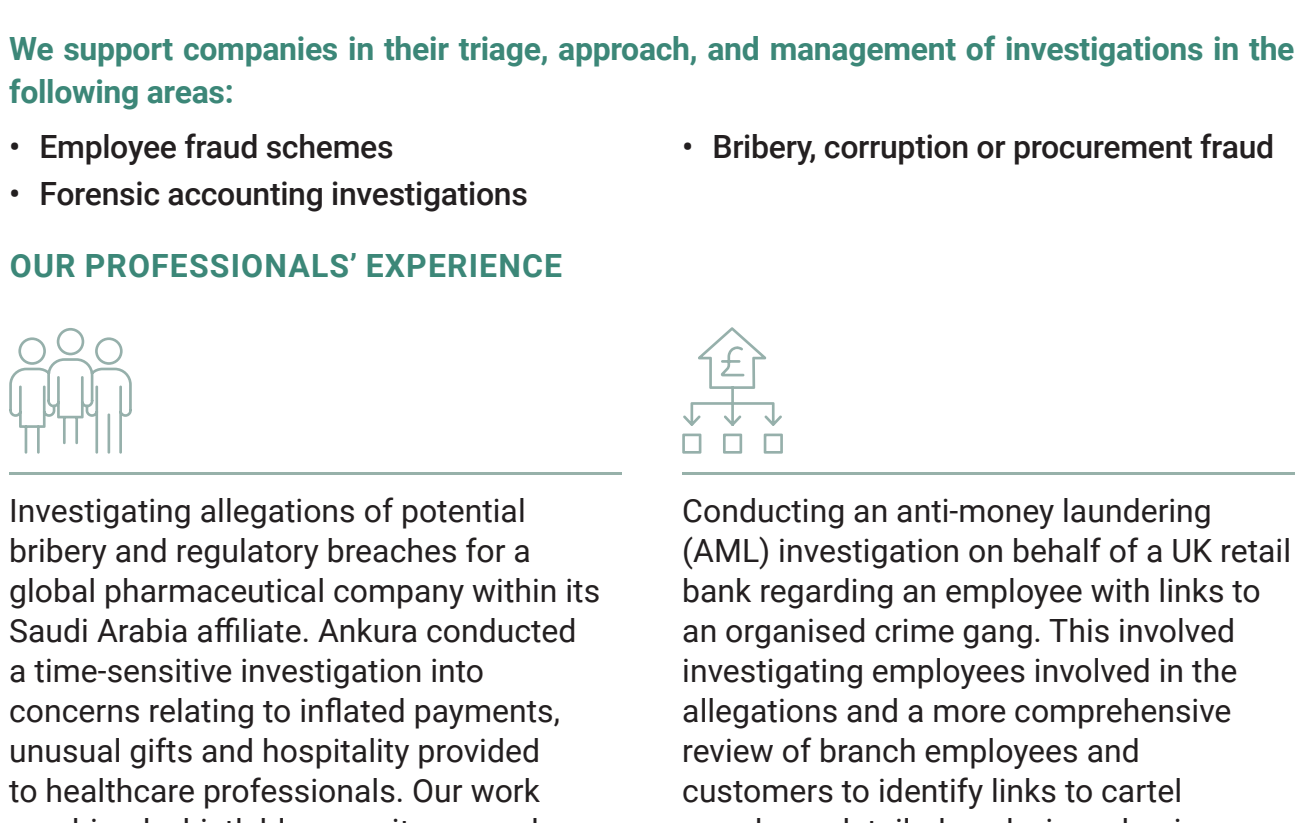 We support companies in their triage, approach, and management of investigations in the
following areas:
• Employee fraud schemes
• Forensic accounting investigations
• Bribery, corruption or procurement fraud
OUR PROFESSIONALS’ EXPERIENCE
£
Investigating allegations of potential
bribery and regulatory breaches for a
global pharmaceutical company within its
Saudi Arabia affiliate. Ankura conducted
a time-sensitive investigation into
concerns relating to inflated payments,
unusual gifts and hospitality provided
to healthcare professionals. Our work
Conducting an anti-money laundering
(AML) investigation on behalf of a UK retail
bank regarding an employee with links to
an organised crime gang. This involved
investigating employees involved in the
allegations and a more comprehensive
review of branch employees and
customers to identify links to cartel